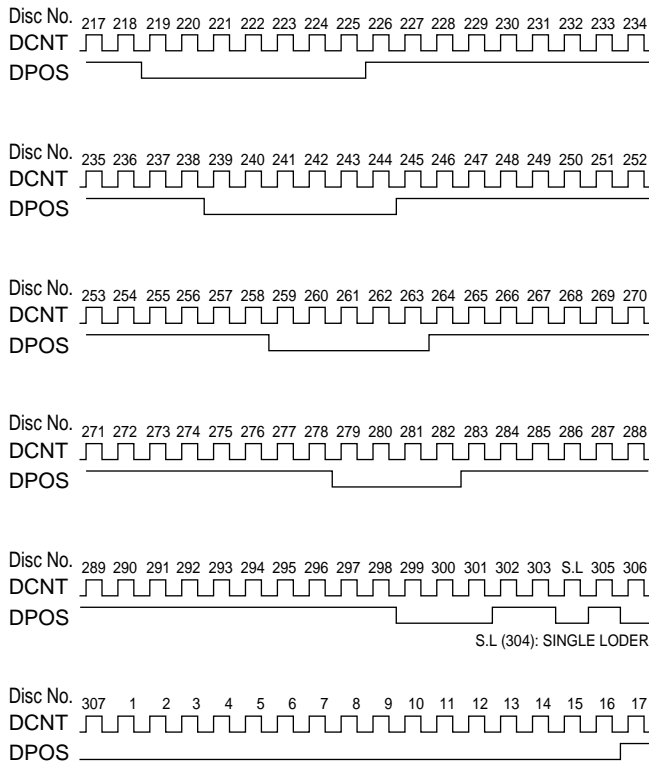 Disc No. 217 218 219 220 221 222 223 224 225 226 227 228 229 230 231 232 233 234
DCNT
DPOS
Disc No. 235 236 237 238 239 240 241 242 243 244 245 246 247 248 249 250 251 252
DCNT
DPOS
Disc No. 253 254 255 256 257 258 259 260 261 262 263 264 265 266 267 268 269 270
DCNT
DPOS
Disc No. 271 272 273 274 275 276 277 278 279 280 281 282 283 284 285 286 287 288
DCNT
DPOS
Disc No. 289 290 291 292 293 294 295 296 297 298 299 300 301 302 303 S.L 305 306
DCNT
DPOS
S.L (304): SINGLE LODER
Disc No. 307 1 2 3 4 5 6 7 8 9 10 11 12 13 14 15 16 17
DCNT
DPOS